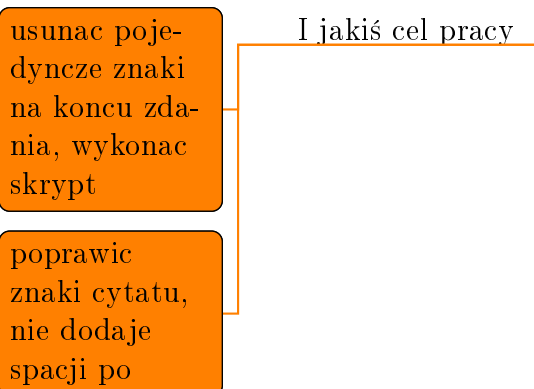 usunac poje-
dyncze znaki
na koncu zda-
nia, wykonac
skrypt
poprawic
znaki cytatu,
nie dodaje
spacji po
I jakiś cel pracy